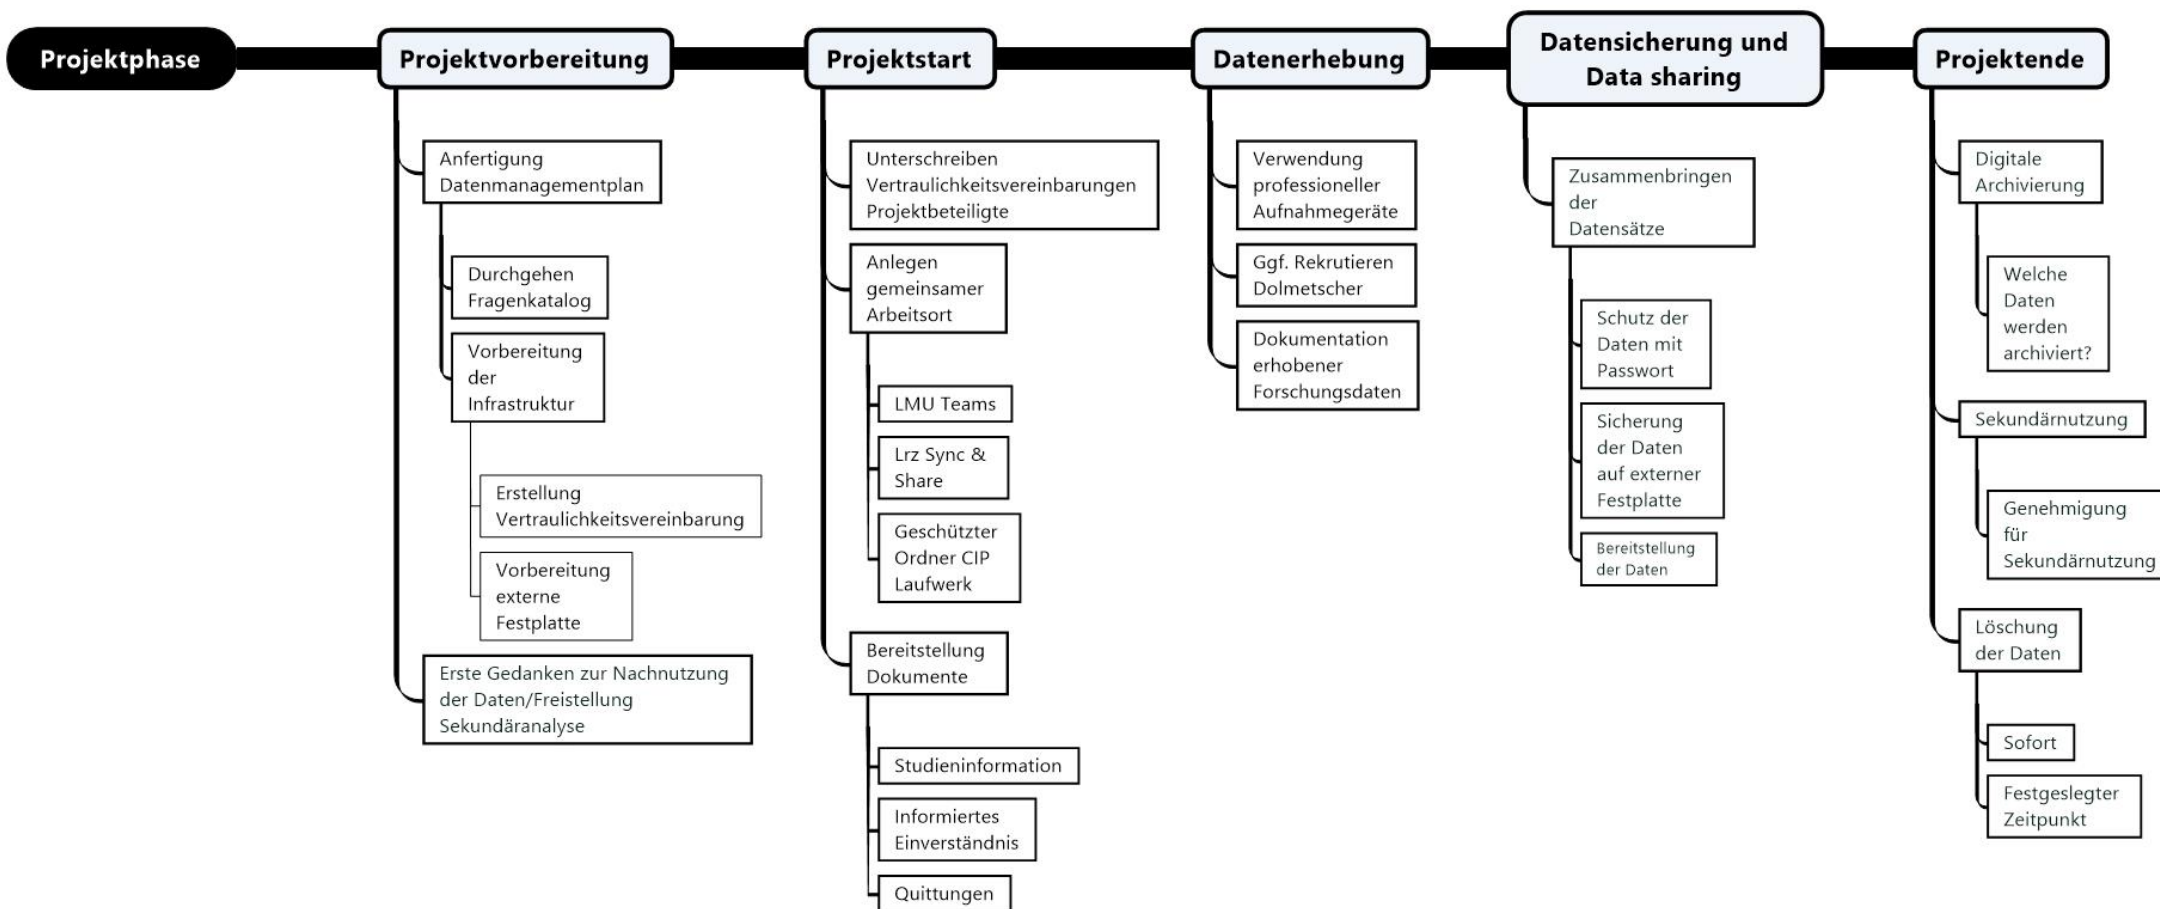 Projektphase
Projektvorbereitung
Anfertigung
Datenmanagementplan
Durchgehen
Fragenkatalog
Vorbereitung
der
Infrastruktur
Erstellung
Vertraulichkeitsvereinbarung
Vorbereitung
externe
Festplatte
Erste Gedanken zur Nachnutzung
der Daten/Freistellung
Sekundäranalyse
Projektstart
Unterschreiben
Vertraulichkeitsvereinbarungen
Projektbeteiligte
Anlegen
gemeinsamer
Arbeitsort
LMU Teams
Lrz Sync &
Share
Geschützter
Ordner CIP
Laufwerk
Bereitstellung
Dokumente
Studieninformation
Informiertes
Einverständnis
Quittungen
Datenerhebung
Verwendung
professioneller
Aufnahmegeräte
Ggf. Rekrutieren
Dolmetscher
Dokumentation
erhobener
Forschungsdaten
Datensicherung und
Data sharing
Zusammenbringen
der
Datensätze
Schutz der
Daten mit
Passwort
Sicherung
der Daten
auf externer
Festplatte
Bereitstellung
der Daten
Projektende
Digitale
Archivierung
Welche
Daten
werden
archiviert?
Sekundärnutzung
Genehmigung
für
Sekundärnutzung
Löschung
der Daten
Sofort
Festgeslegter
Zeitpunkt